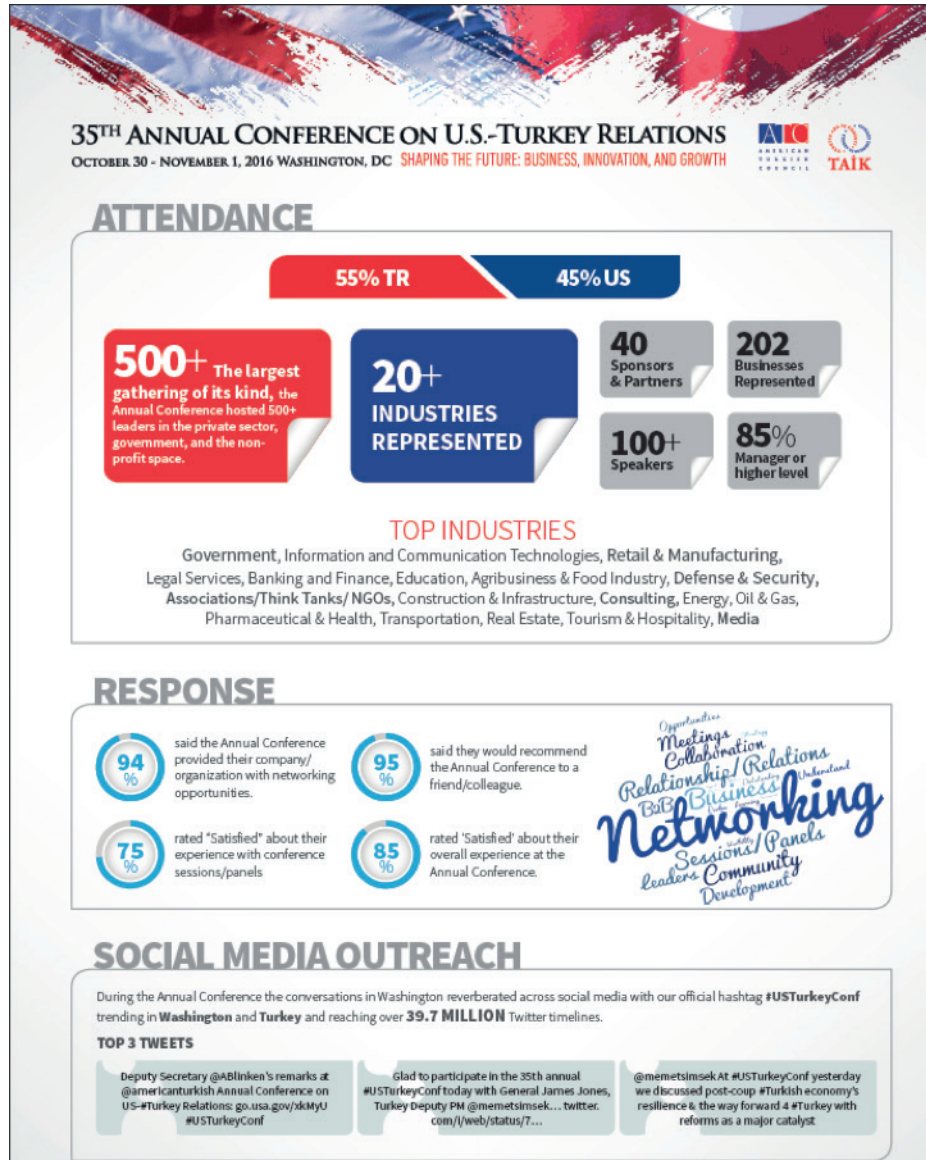 35TH ANNUAL CONFERENCE ON U.S.-TURKEY RELATIONS
OCTOBER 30 - NOVEMBER 1, 2016 WASHINGTON, DC SHAPING THE FUTURE: BUSINESS, INNOVATION, AND GROWTH
ATC
AMERICAN
TURKISH
COUNCIL
TAİK
ATTENDANCE
55% TR
45% US
500+ The largest
gathering of its kind, the
Annual Conference hosted 500+
leaders in the private sector,
government, and the non-
profit space.
20+
INDUSTRIES
REPRESENTED
40
Sponsors
& Partners
202
Businesses
Represented
100+
Speakers
85%
Manager or
higher level
TOP INDUSTRIES
Government, Information and Communication Technologies, Retail & Manufacturing,
Legal Services, Banking and Finance, Education, Agribusiness & Food Industry, Defense & Security,
Associations/Think Tanks/ NGOs, Construction & Infrastructure, Consulting, Energy, Oil & Gas,
Pharmaceutical & Health, Transportation, Real Estate, Tourism & Hospitality, Media
RESPONSE
94
%
said the Annual Conference
provided their company/
organization with networking
opportunities.
95
%
said they would recommend
the Annual Conference to a
friend/colleague.
75
%
rated "Satisfied" about their
experience with conference
sessions/panels
85
%
rated 'Satisfied' about their
overall experience at the
Annual Conference.
Opportunities
Meetings
Collaboration
Relationship/Relations
Understand
B2B Business
Networking
Sessions/Panels
Leaders Community
Development
SOCIAL MEDIA OUTREACH
During the Annual Conference the conversations in Washington reverberated across social media with our official hashtag #USTurkeyConf
trending in Washington and Turkey and reaching over 39.7 MILLION Twitter timelines.
TOP 3 TWEETS
Deputy Secretary @ABlinken's remarks at
@americanturkish Annual Conference on
US-#Turkey Relations: go.usa.gov/xkMyU
#USTurkeyConf
Glad to participate in the 35th annual
#USTurkeyConf today with General James Jones,
Turkey Deputy PM @memetsimsek... twitter.
com/i/web/status/7...
@memetsimsek At #USTurkeyConf yesterday
we discussed post-coup #Turkish economy's
resilience & the way forward 4 #Turkey with
reforms as a major catalyst